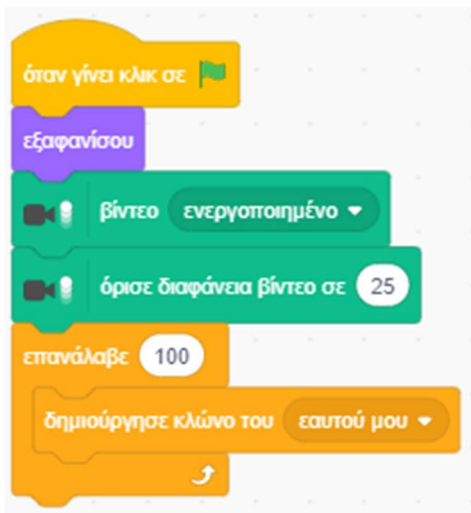 όταν γίνει κλικ σε
εξαφανίσου
βίντεο ενεργοποιημένο
όρισε διαφάνεια βίντεο σε 25
επανάλαβε 100
δημιούργησε κλώνο του εαυτού μου